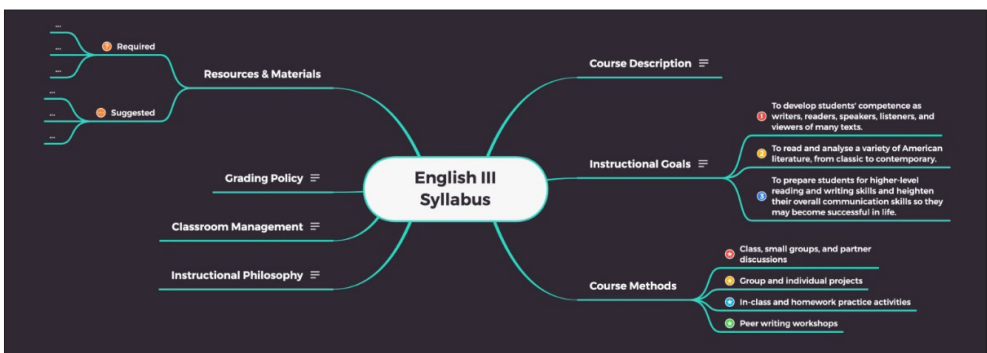 English III
Syllabus
Course Description
Instructional Goals
1
To develop students' competence as
writers, readers, speakers, listeners, and
viewers of many texts.
2
To read and analyse a variety of American
literature, from classic to contemporary.
3
To prepare students for higher-level
reading and writing skills and heighten
their overall communication skills so they
may become successful in life.
Course Methods
Class, small groups, and partner
discussions
Group and individual projects
In-class and homework practice activities
Peer writing workshops
Resources & Materials
Required
...
...
...
Suggested
...
...
...
Grading Policy
Classroom Management
Instructional Philosophy